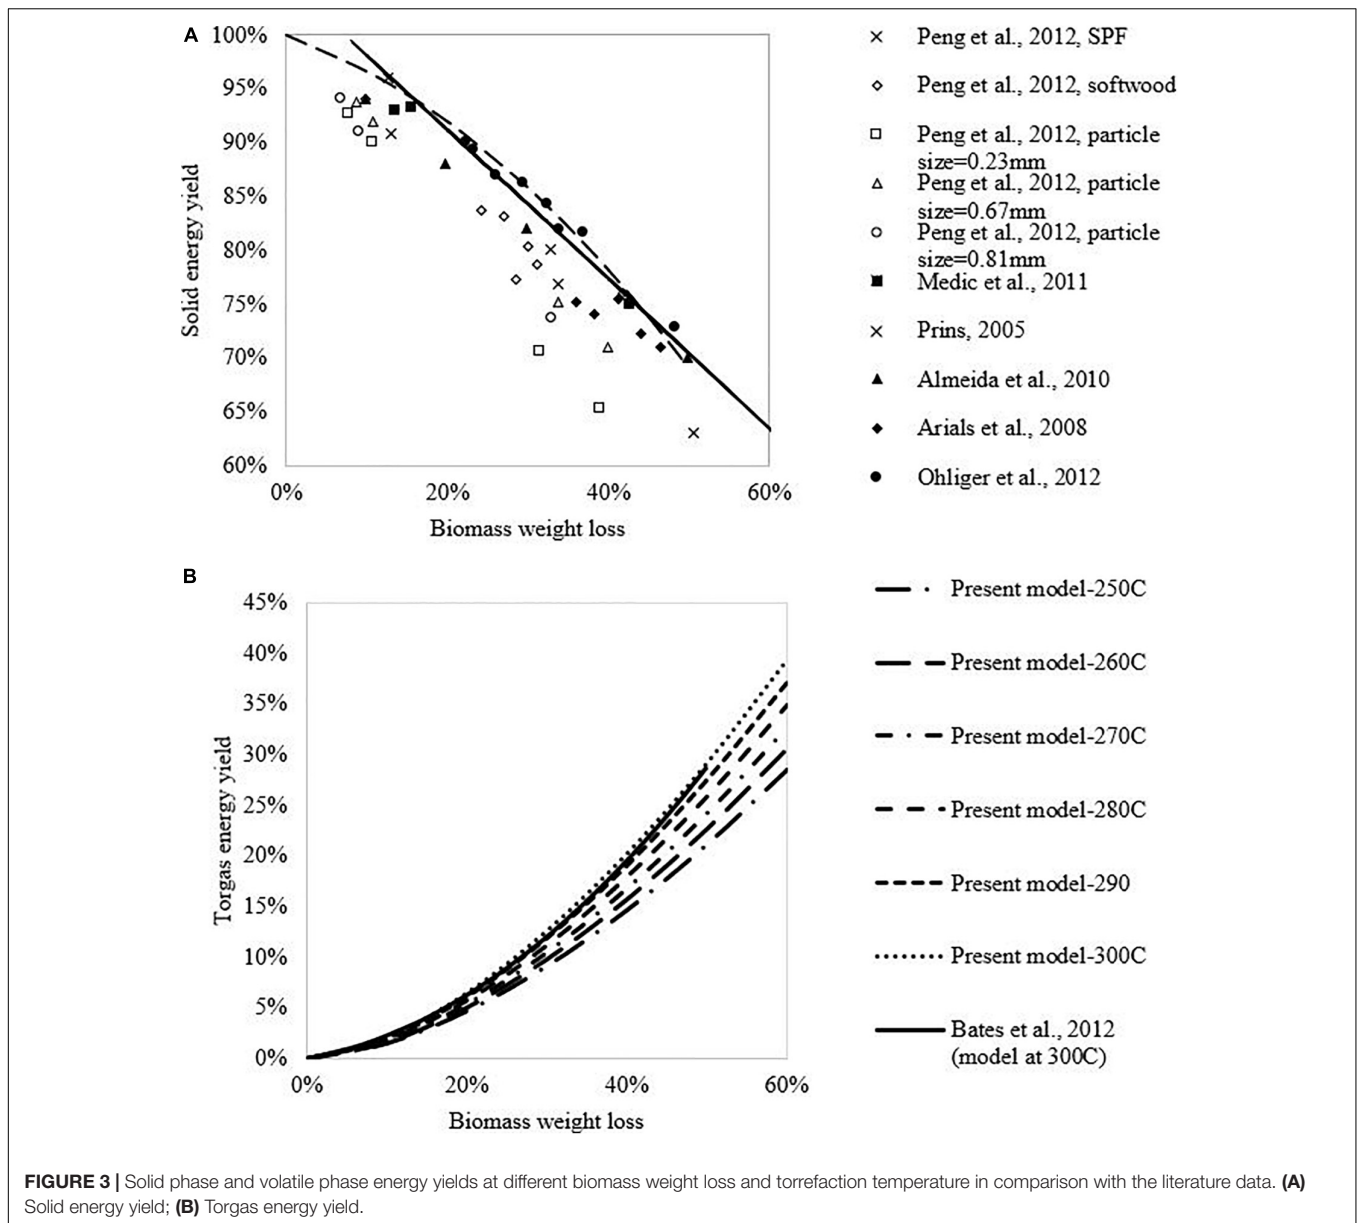 A
100%
95%
90%
85%
80%
75%
70%
65%
60%
Solid energy yield
0%
20%
40%
60%
Biomass weight loss
Peng et al., 2012, SPF
Peng et al., 2012, softwood
Peng et al., 2012, particle
size=0.23mm
Peng et al., 2012, particle
size=0.67mm
Peng et al., 2012, particle
size=0.81mm
Medic et al., 2011
Prins, 2005
Almeida et al., 2010
Arials et al., 2008
Ohliger et al., 2012
B
45%
40%
35%
30%
25%
20%
15%
10%
5%
0%
Torgas energy yield
0%
20%
40%
60%
Biomass weight loss
Present model-250C
Present model-260C
Present model-270C
Present model-280C
Present model-290
Present model-300C
Bates et al., 2012
(model at 300C)
FIGURE 3 | Solid phase and volatile phase energy yields at different biomass weight loss and torrefaction temperature in comparison with the literature data. (A)
Solid energy yield; (B) Torgas energy yield.